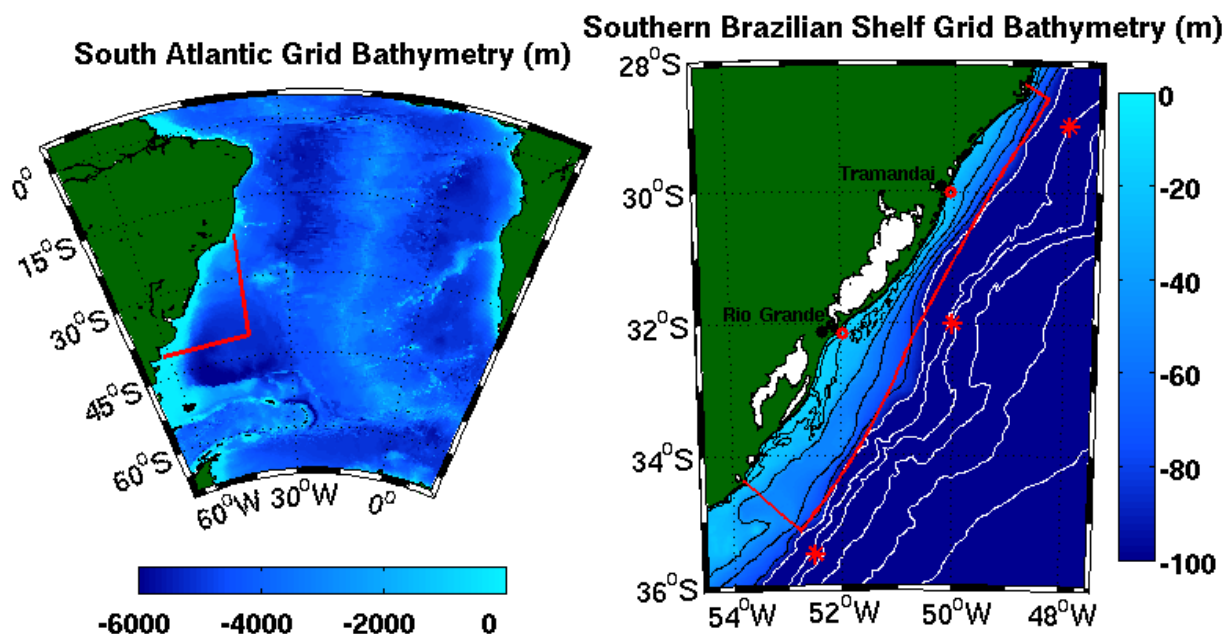 South Atlantic Grid Bathymetry (m)
0°
15°S
30°S
45°S
60°S
60°W 30°W 0°
-6000 -4000 -2000 0
Southern Brazilian Shelf Grid Bathymetry (m)
28°S
30°S
32°S
34°S
36°S
Tramandai
Rio Grande
54°W 52°W 50°W 48°W
0
-20
-40
-60
-80
-100